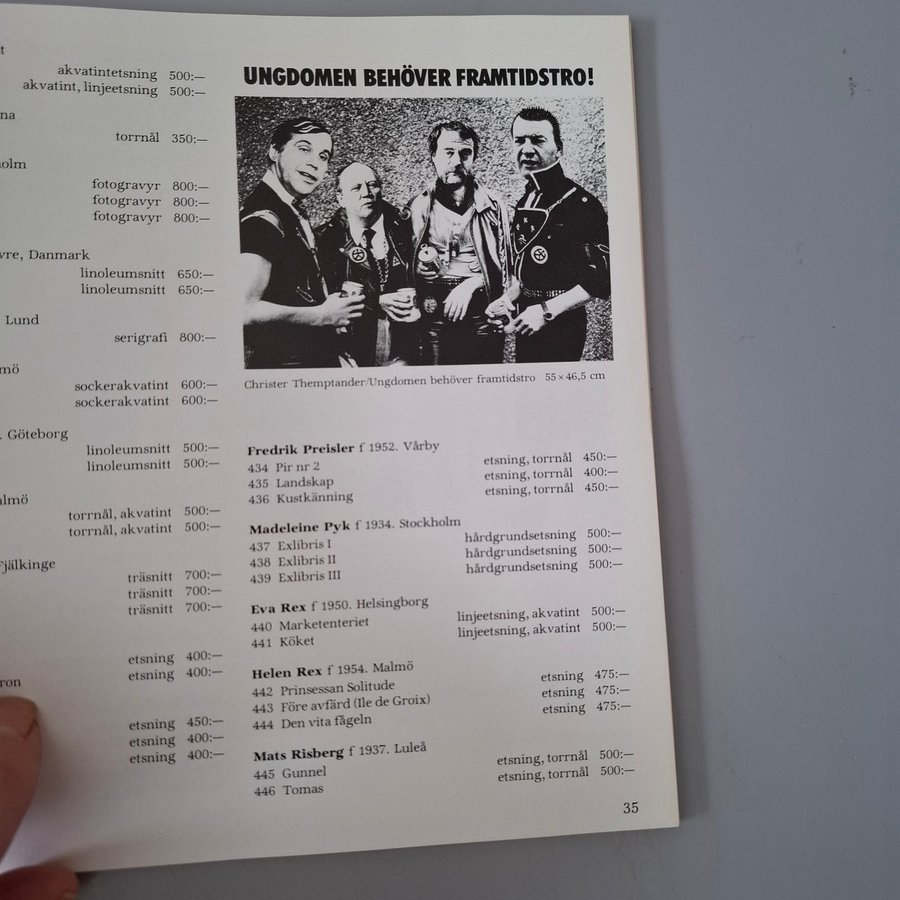 t
akvatintetsning 500:—
akvatint, linjeetsning 500:—
na
torrnål 350:—
olm
fotogravyr 800:—
fotogravyr 800:—
fotogravyr 800:—
vre, Danmark
linoleumsnitt 650:—
linoleumsnitt 650:—
Lund
serigrafi 800:—
mö
sockerakvatint 600:—
sockerakvatint 600:—
. Göteborg
linoleumsnitt 500:—
linoleumsnitt 500:—
almö
torrnål, akvatint 500:—
torrnål, akvatint 500:—
Fjälkinge
träsnitt 700:—
träsnitt 700:—
träsnitt 700:—
etsning 400:—
etsning 400:—
ron
etsning 450:—
etsning 400:—
etsning 400:—
UNGDOMEN BEHÖVER FRAMTIDSTRO!
Christer Themptander/Ungdomen behöver framtidstro 55×46,5 cm
Fredrik Preisler f 1952. Vårby
434 Pir nr 2 etsning, torrnål 450:—
435 Landskap etsning, torrnål 400:—
436 Kustkänning etsning, torrnål 450:—
Madeleine Pyk f 1934. Stockholm
437 Exlibris I hårdgrundsetsning 500:—
438 Exlibris II hårdgrundsetsning 500:—
439 Exlibris III hårdgrundsetsning 500:—
Eva Rex f 1950. Helsingborg
440 Marketenteriet linjeetsning, akvatint 500:—
441 Köket linjeetsning, akvatint 500:—
Helen Rex f 1954. Malmö
442 Prinsessan Solitude etsning 475:—
443 Före avfärd (Ile de Groix) etsning 475:—
444 Den vita fågeln etsning 475:—
Mats Risberg f 1937. Luleå
445 Gunnel etsning, torrnål 500:—
446 Tomas etsning, torrnål 500:—
35